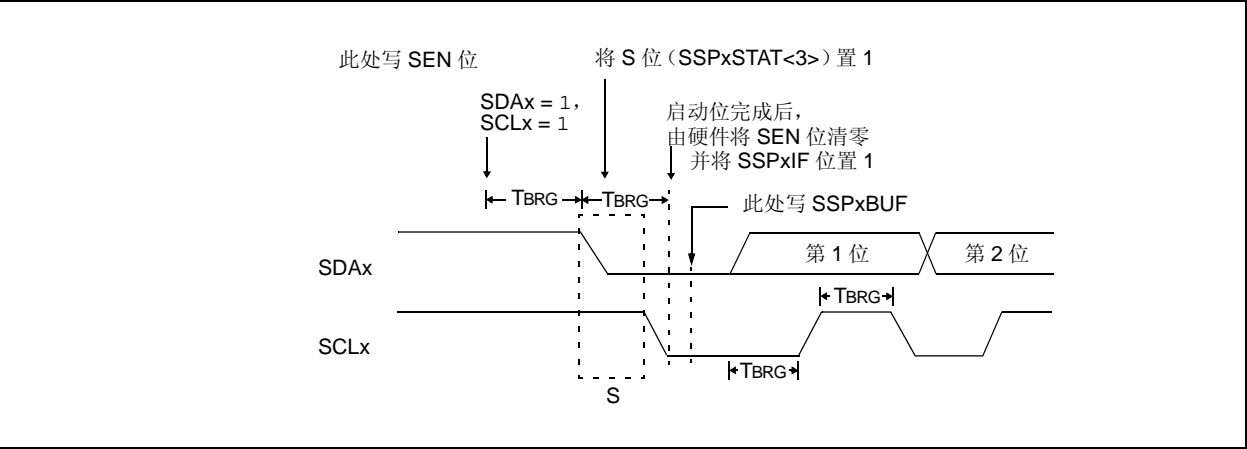 此处写 SEN 位
将 S 位（SSPxSTAT<3>）置 1
SDAx = 1，
SCLx = 1
启动位完成后，
由硬件将 SEN 位清零
并将 SSPxIF 位置 1
TBRG
TBRG
此处写 SSPxBUF
SDAx
第 1 位
第 2 位
TBRG
SCLx
TBRG
S